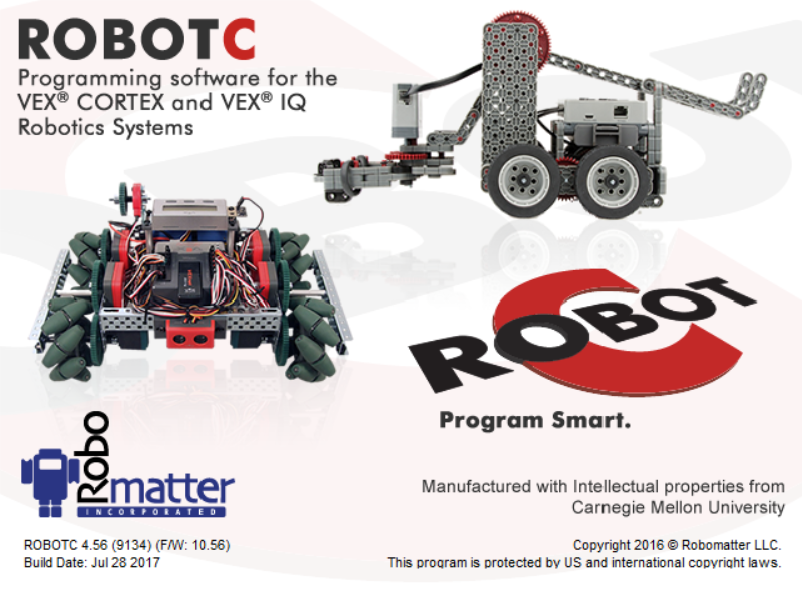 ROBOTC
Programming software for the
VEX® CORTEX and VEX® IQ
Robotics Systems
ROBOT C
Program Smart.
Robo
matter
INCORPORATED
Manufactured with Intellectual properties from
Carnegie Mellon University
ROBOTC 4.56 (9134) (F/W: 10.56)
Build Date: Jul 28 2017
Copyright 2016 © Robomatter LLC.
This program is protected by US and international copyright laws.